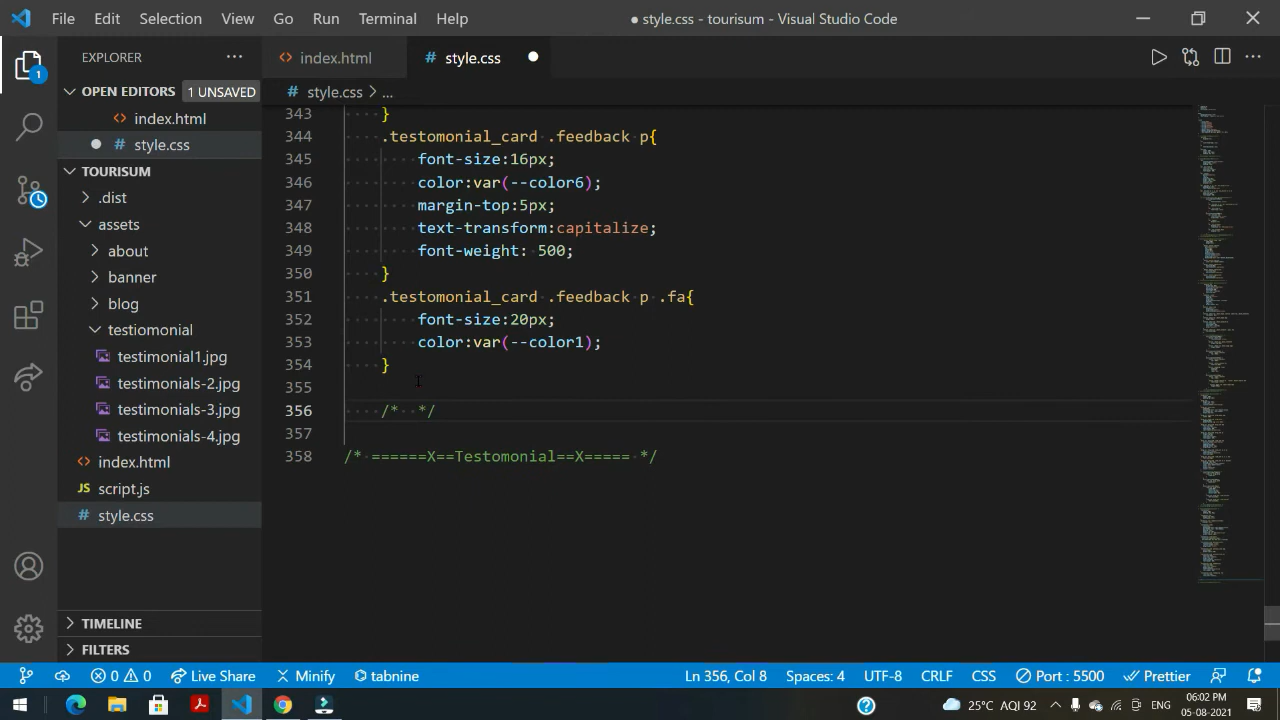 File Edit Selection View Go Run Terminal Help ● style.css - tourisum - Visual Studio Code
EXPLORER ...
<> index.html # style.css ●
OPEN EDITORS 1 UNSAVED
# style.css > ...
<> index.html
● # style.css
TOURISUM
.dist
assets
about
banner
blog
testiomonial
testimonial1.jpg
testimonials-2.jpg
testimonials-3.jpg
testimonials-4.jpg
<> index.html
JS script.js
# style.css
TIMELINE
FILTERS
1
343 }
344 .testomonial_card .feedback p{
345 font-size:16px;
346 color:var(--color6);
347 margin-top:5px;
348 text-transform:capitalize;
349 font-weight: 500;
350 }
351 .testomonial_card .feedback p .fa{
352 font-size:20px;
353 color:var(--color1);
354 }
355
356 /* */
357
358 /* ======X==Testomonial==X===== */
0 0 Live Share Minify tabnine Ln 356, Col 8 Spaces: 4 UTF-8 CRLF CSS Port : 5500 Prettier
25°C AQI 32 ENG 06:02 PM
05-08-2021